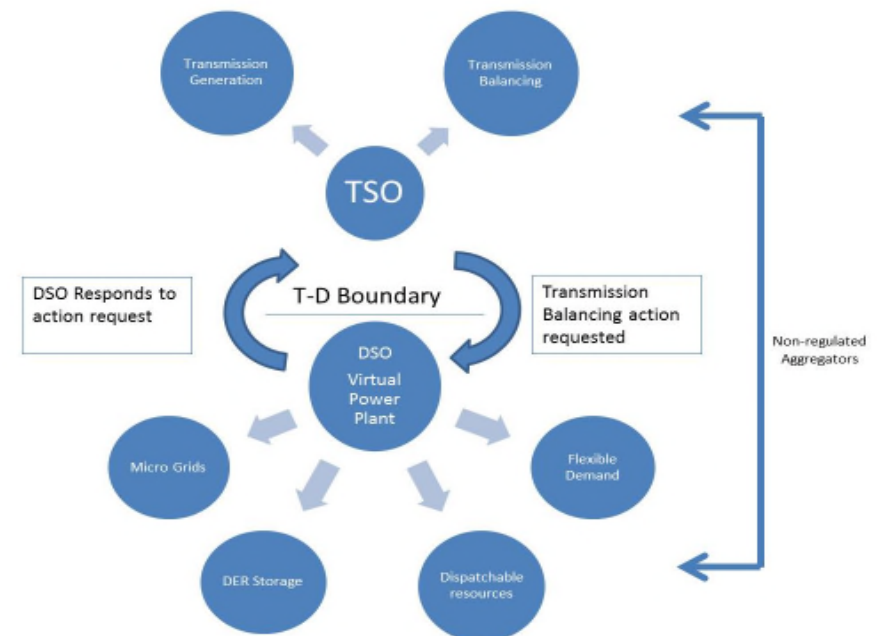 Transmission
Generation
Transmission
Balancing
TSO
DSO Responds to
action request
T-D Boundary
Transmission
Balancing action
requested
Non-regulated
Aggregators
DSO
Virtual
Power
Plant
Micro Grids
Flexible
Demand
DER Storage
Dispatchable
resources